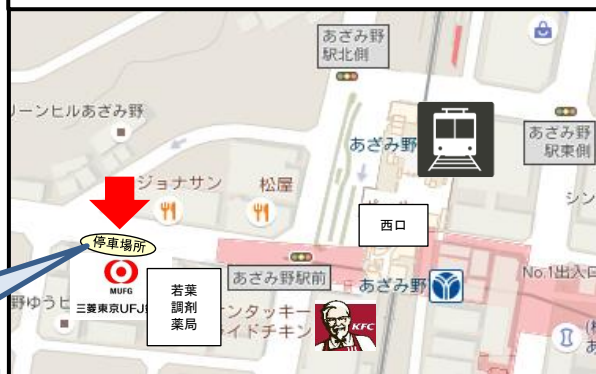 あざみ野
駅北側
ーンヒルあざみ野
あざみ野
あざみ野
駅東側
ジョナサン
松屋
シン
停車場所
西口
MUFG
三菱東京UFJ
若葉
調剤
薬局
あざみ野駅前
あざみ野
No.1出入口
野ゆうヒ
ンタッキー
イドチキン
KFC
あ